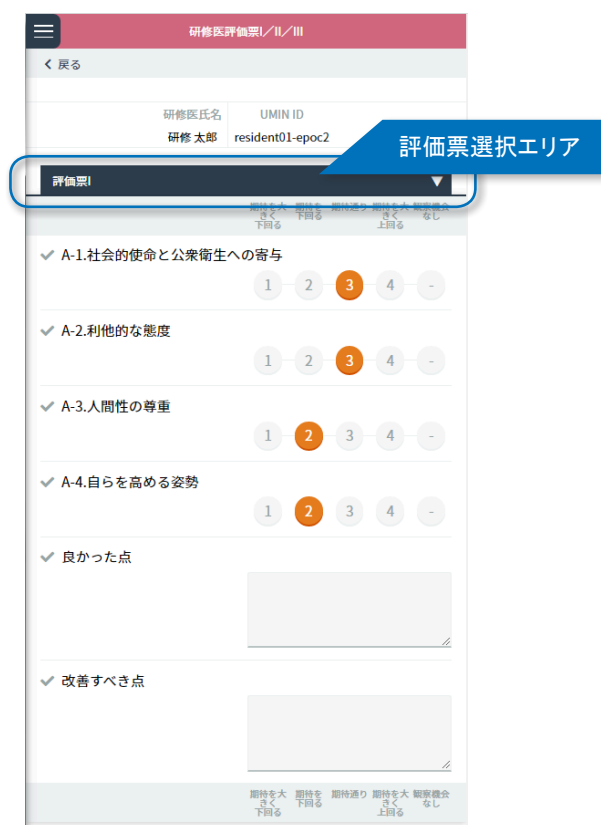 研修医評価票I／II／III
戻る
研修医氏名 UMIN ID
研修 太郎 resident01-epoc2
評価票選択エリア
評価票I ▼
期待を大きく下回る 期待を下回る 期待通り 期待を大きく上回る 観察機会なし
A-1.社会的使命と公衆衛生への寄与
1 2 3 4 -
A-2.利他的な態度
1 2 3 4 -
A-3.人間性の尊重
1 2 3 4 -
A-4.自らを高める姿勢
1 2 3 4 -
良かった点
改善すべき点
期待を大きく下回る 期待を下回る 期待通り 期待を大きく上回る 観察機会なし